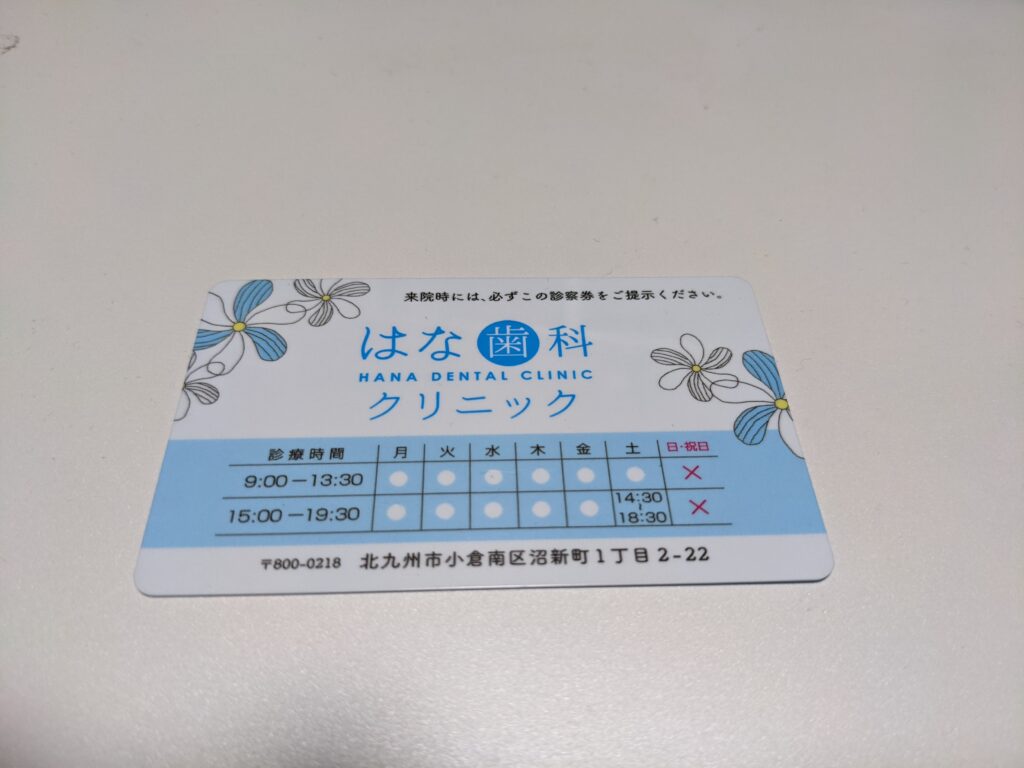 来院時には、必ずこの診察券をご提示ください。
はな歯科
HANA DENTAL CLINIC
クリニック
診療時間 月 火 水 木 金 土 日・祝日
9:00－13:30 ● ● ● ● ● ● ×
15:00－19:30 ● ● ● ● ● 14:30～18:30 ×
〒800-0218 北九州市小倉南区沼新町1丁目2-22